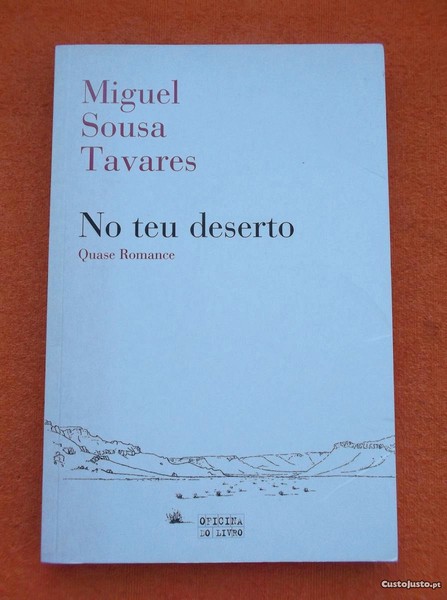 Miguel
Sousa
Tavares
No teu deserto
Quase Romance
OFICINA
DO LIVRO
CustoJusto.pt